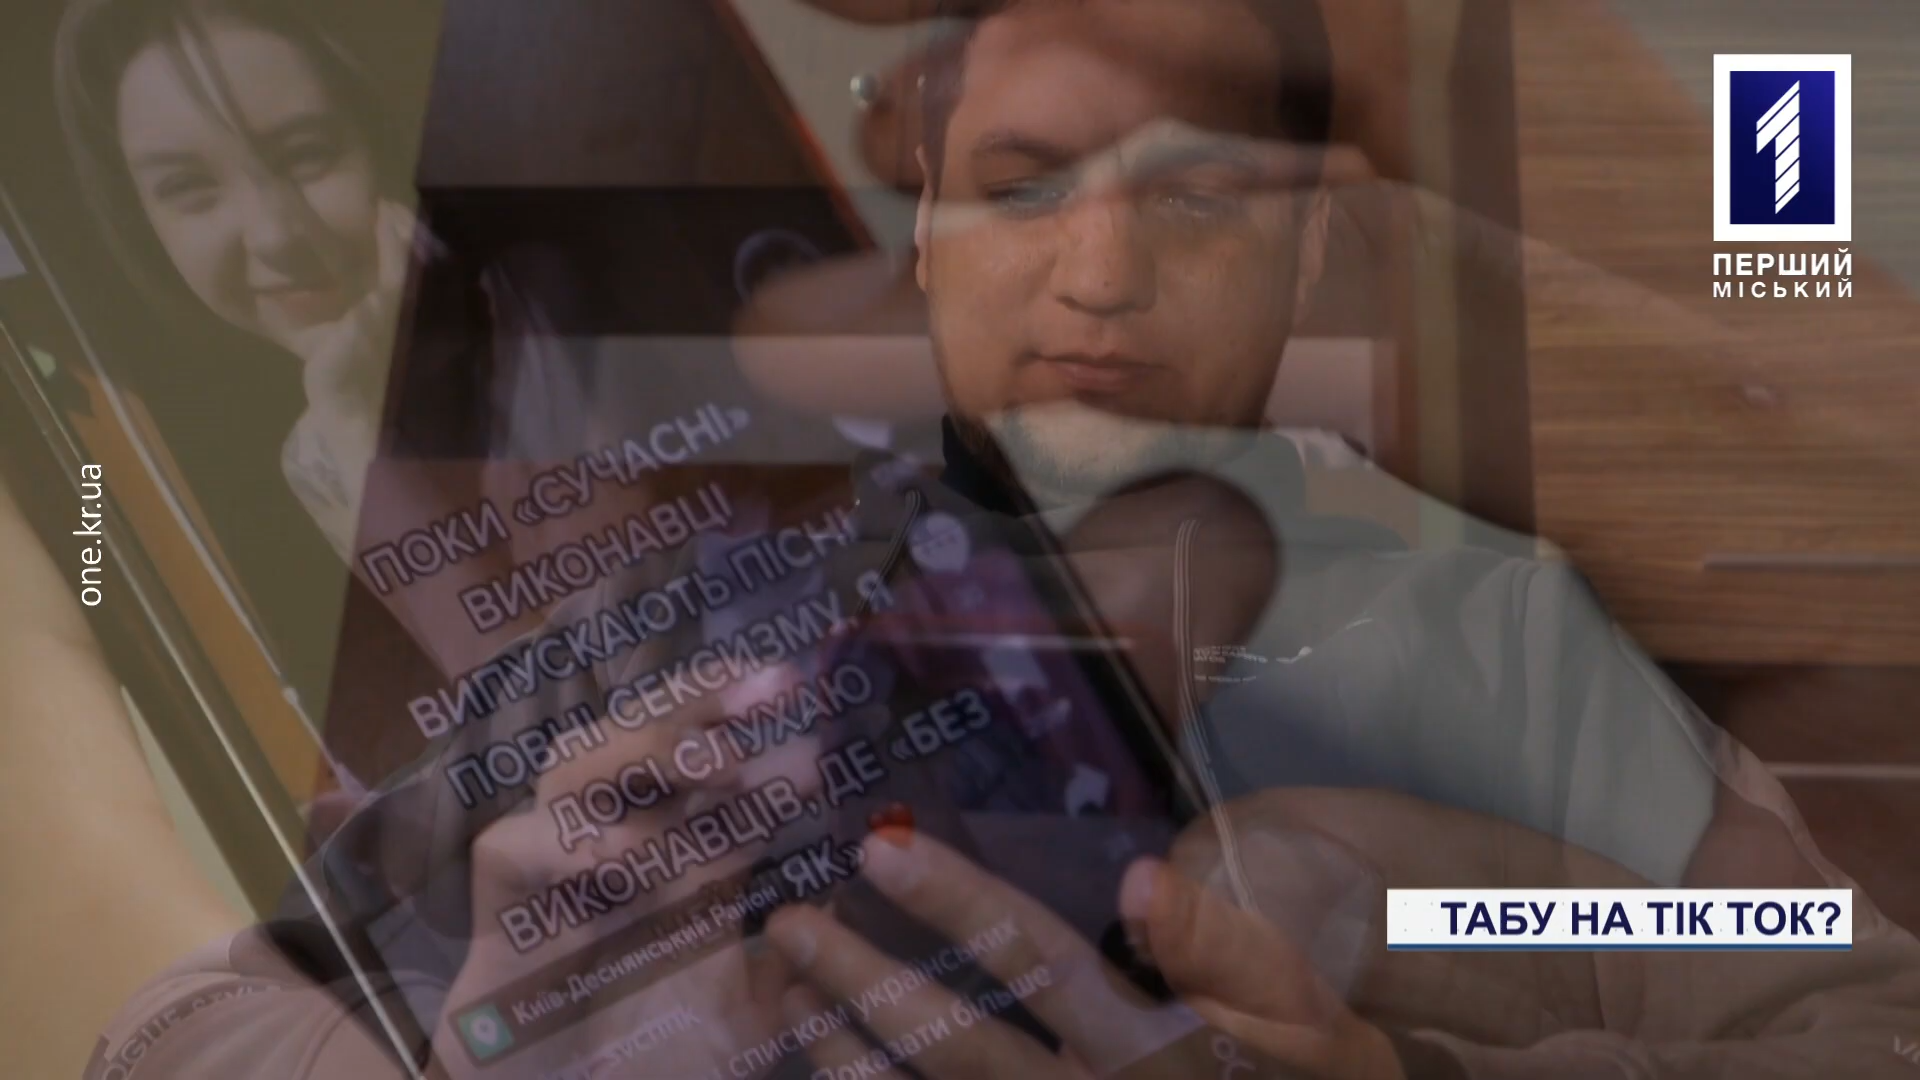 ПЕРШИЙ
МІСЬКИЙ
one.kr.ua
ПОКИ «СУЧАСНІ»
ВИКОНАВЦІ
ВИПУСКАЮТЬ ПІСНІ
ПОВНІ СЕКСИЗМУ, Я
ДОСІ СЛУХАЮ
ВИКОНАВЦІВ, ДЕ «БЕЗ
ЯК»
Київ-Деснянський Район
списком українських
Показати більше
ТАБУ НА ТІК ТОК?